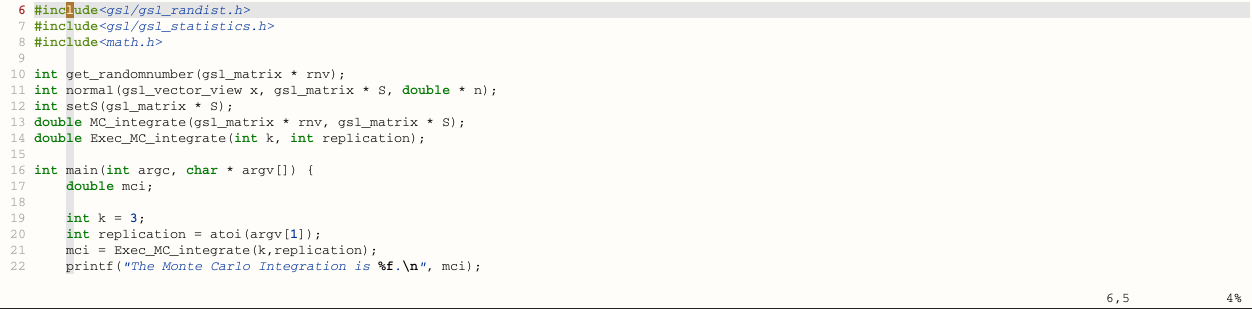 6 #include<gsl/gsl_randist.h>
7 #include<gsl/gsl_statistics.h>
8 #include<math.h>
9
10 int get_randomnumber(gsl_matrix * rnv);
11 int normal(gsl_vector_view x, gsl_matrix * S, double * n);
12 int setS(gsl_matrix * S);
13 double MC_integrate(gsl_matrix * rnv, gsl_matrix * S);
14 double Exec_MC_integrate(int k, int replication);
15
16 int main(int argc, char * argv[]) {
17     double mci;
18
19     int k = 3;
20     int replication = atoi(argv[1]);
21     mci = Exec_MC_integrate(k,replication);
22     printf("The Monte Carlo Integration is %f.\n", mci);
6,5 4%